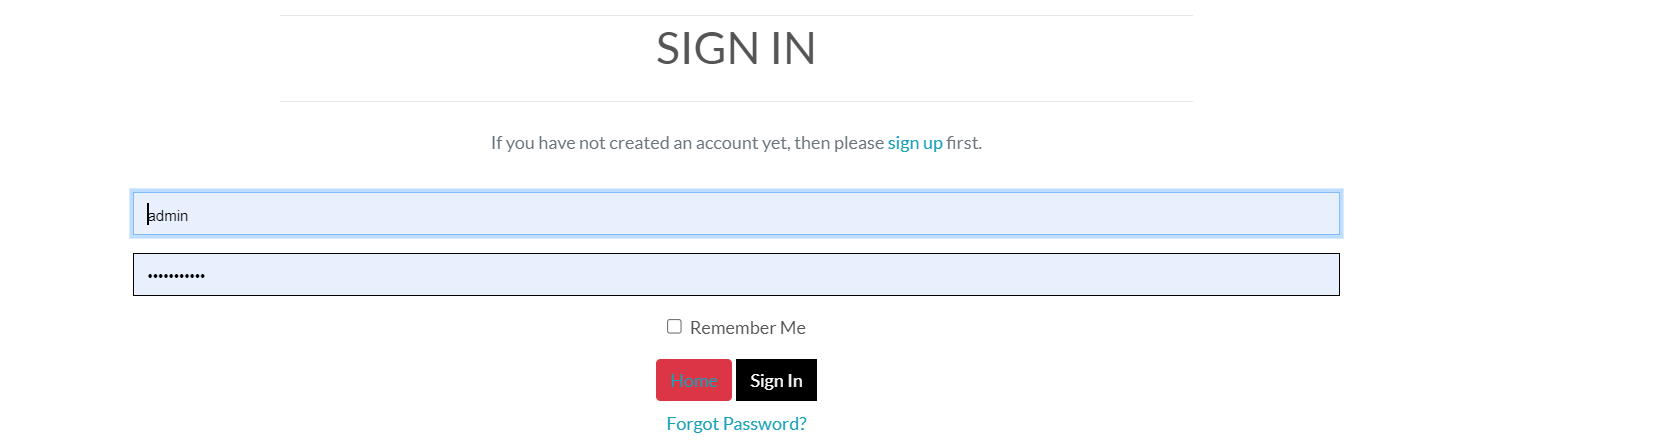 SIGN IN
If you have not created an account yet, then please sign up first.
admin
•••••••••••
Remember Me
Home Sign In
Forgot Password?